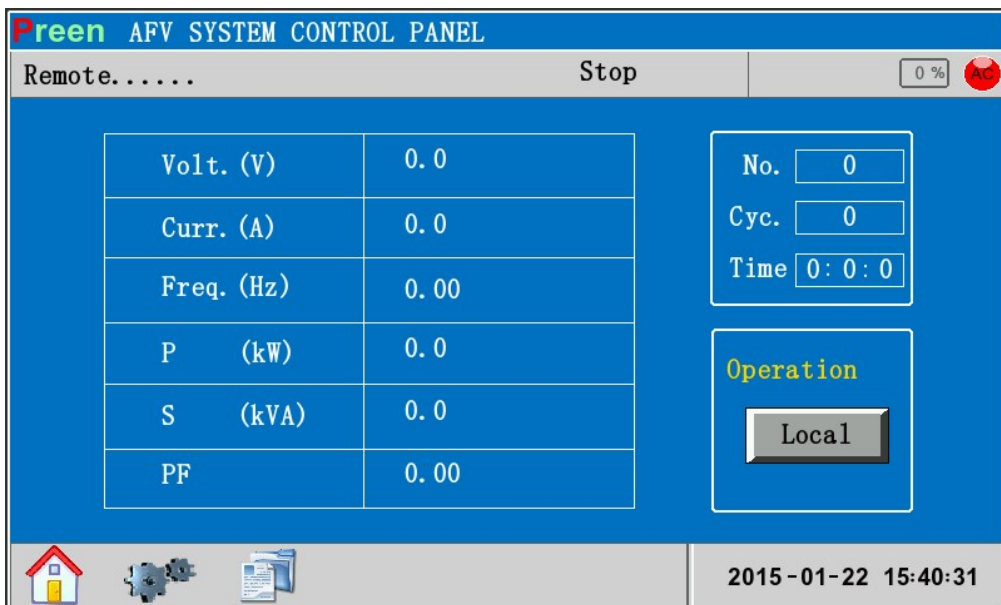 Preen AFV SYSTEM CONTROL PANEL
Remote...... Stop 0 % AC
Volt. (V) 0.0
Curr. (A) 0.0
Freq. (Hz) 0.00
P (kW) 0.0
S (kVA) 0.0
PF 0.00
No. 0
Cyc. 0
Time 0: 0: 0
Operation
Local
2015-01-22 15:40:31